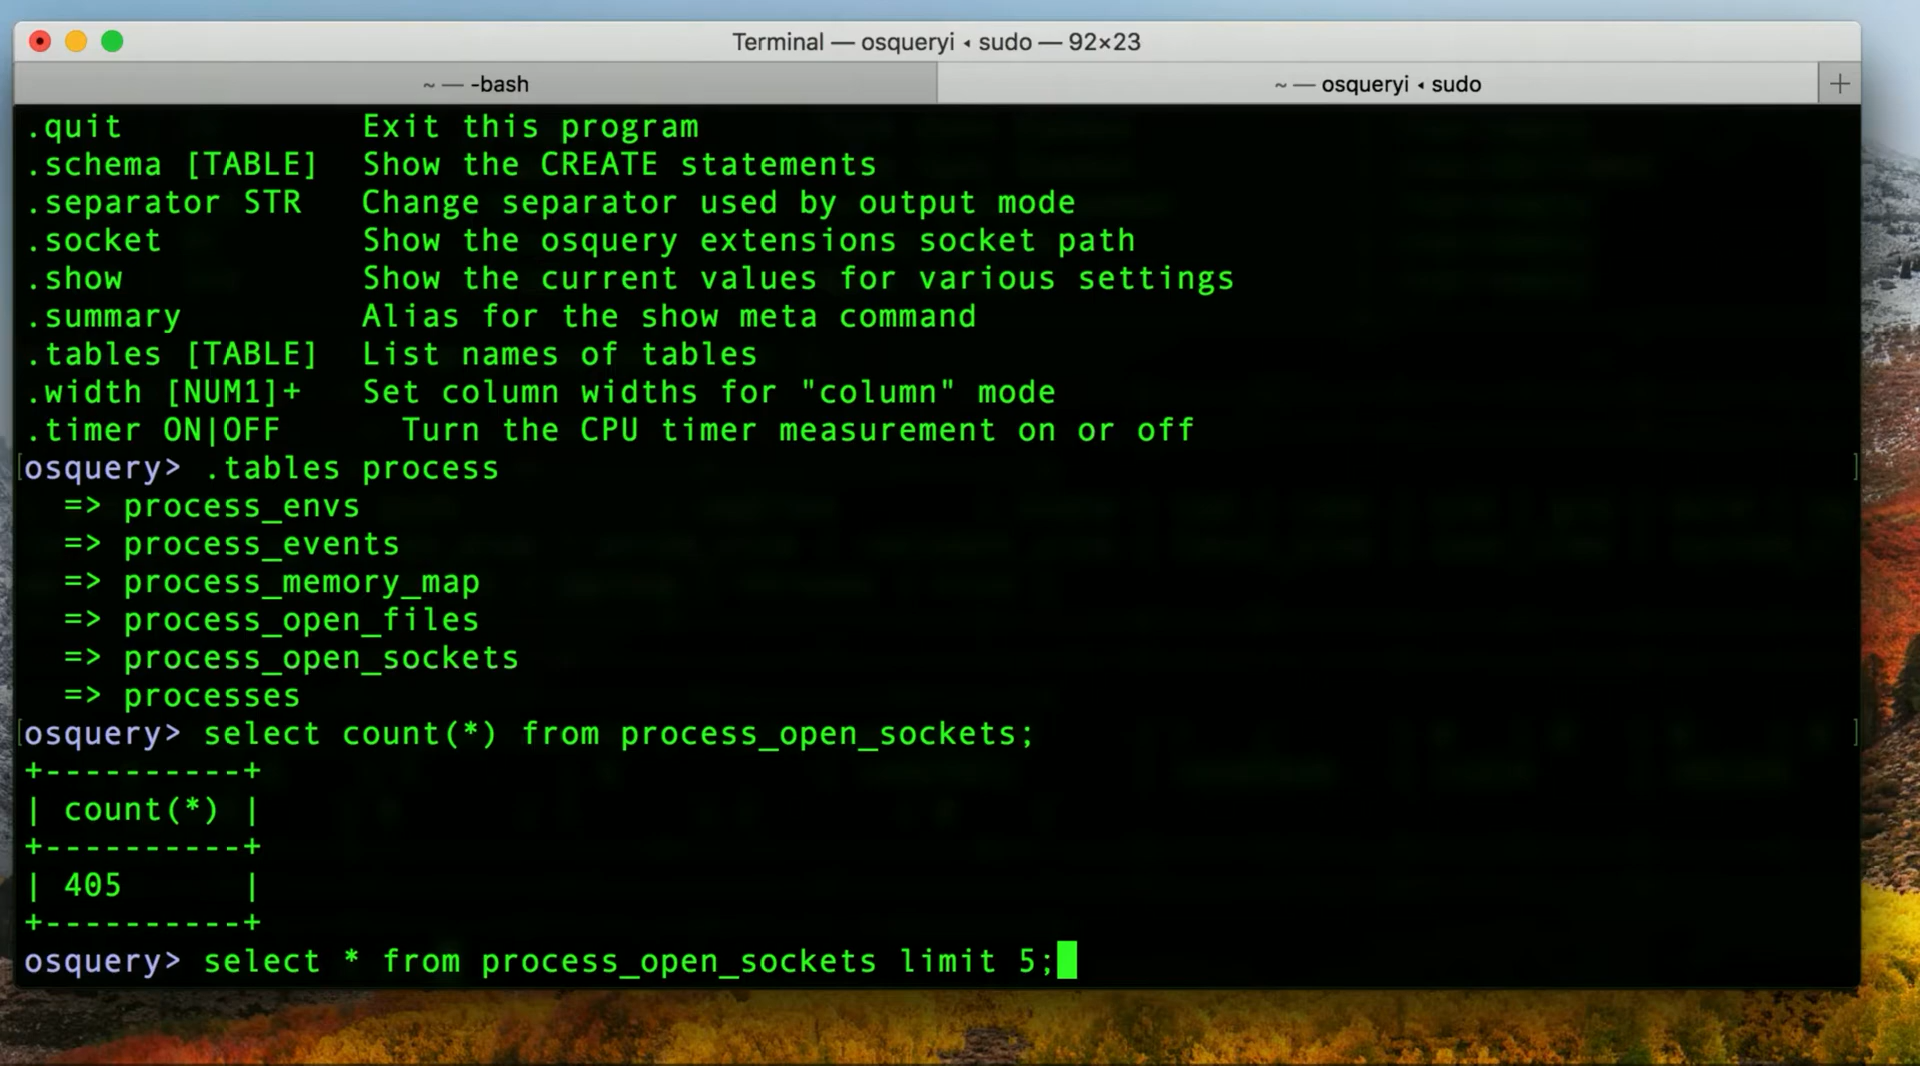 Terminal — osqueryi ◂ sudo — 92×23
~ — -bash
~ — osqueryi ◂ sudo
.quit Exit this program
.schema [TABLE] Show the CREATE statements
.separator STR Change separator used by output mode
.socket Show the osquery extensions socket path
.show Show the current values for various settings
.summary Alias for the show meta command
.tables [TABLE] List names of tables
.width [NUM1]+ Set column widths for "column" mode
.timer ON|OFF Turn the CPU timer measurement on or off
[osquery> .tables process ]
=> process_envs
=> process_events
=> process_memory_map
=> process_open_files
=> process_open_sockets
=> processes
[osquery> select count(*) from process_open_sockets; ]
+----------+
| count(*) |
+----------+
| 405 |
+----------+
osquery> select * from process_open_sockets limit 5;